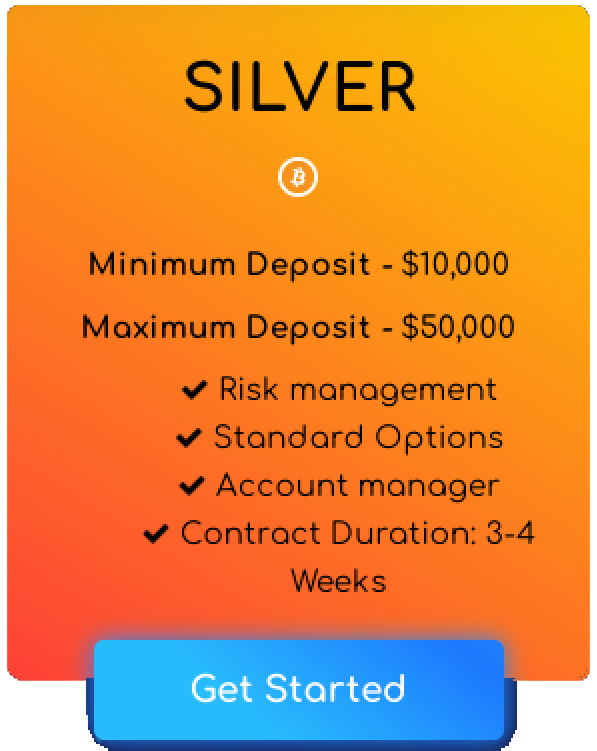 SILVER
Minimum Deposit - $10,000
Maximum Deposit - $50,000
✔ Risk management
✔ Standard Options
✔ Account manager
✔ Contract Duration: 3-4
Weeks
Get Started